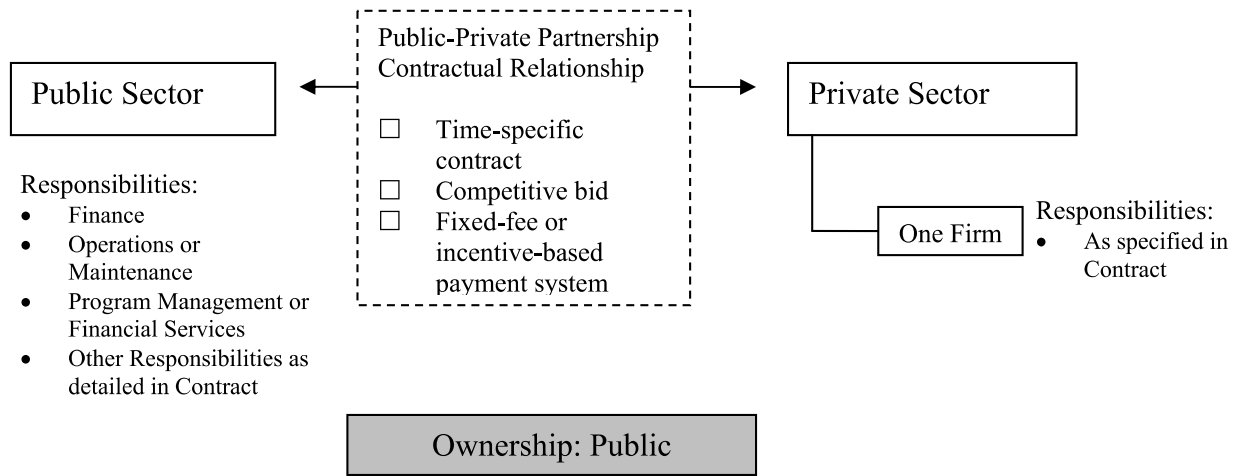 Public Sector
Responsibilities:
• Finance
• Operations or
Maintenance
• Program Management or
Financial Services
• Other Responsibilities as
detailed in Contract
Public-Private Partnership
Contractual Relationship
☐ Time-specific
contract
☐ Competitive bid
☐ Fixed-fee or
incentive-based
payment system
Private Sector
One Firm
Responsibilities:
• As specified in
Contract
Ownership: Public